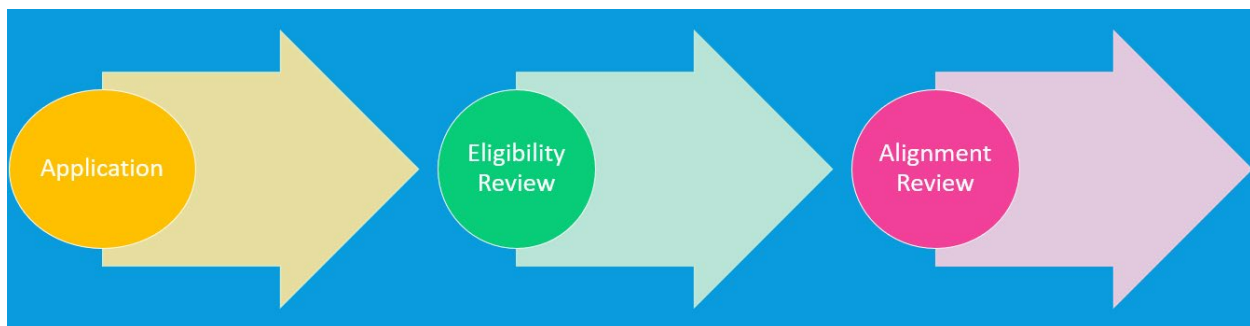 Application
Eligibility
Review
Alignment
Review